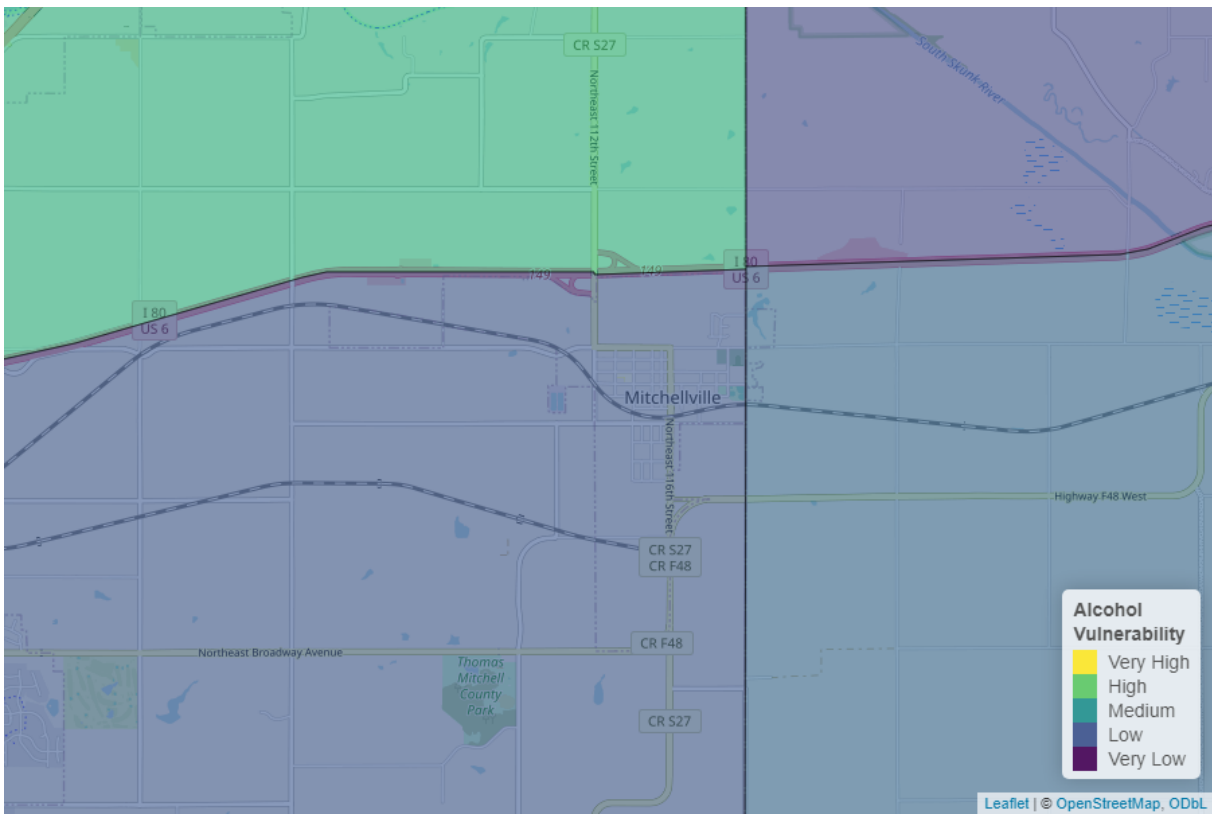 CR S27
Northeast 112th Street
South Skunk River
149
149
I 80
US 6
I 80
US 6
Mitchellville
Northeast 116th Street
Highway F48 West
CR S27
CR F48
CR F48
Northeast Broadway Avenue
Thomas
Mitchell
County
Park
CR S27
Alcohol
Vulnerability
Very High
High
Medium
Low
Very Low
Leaflet | © OpenStreetMap, ODbL